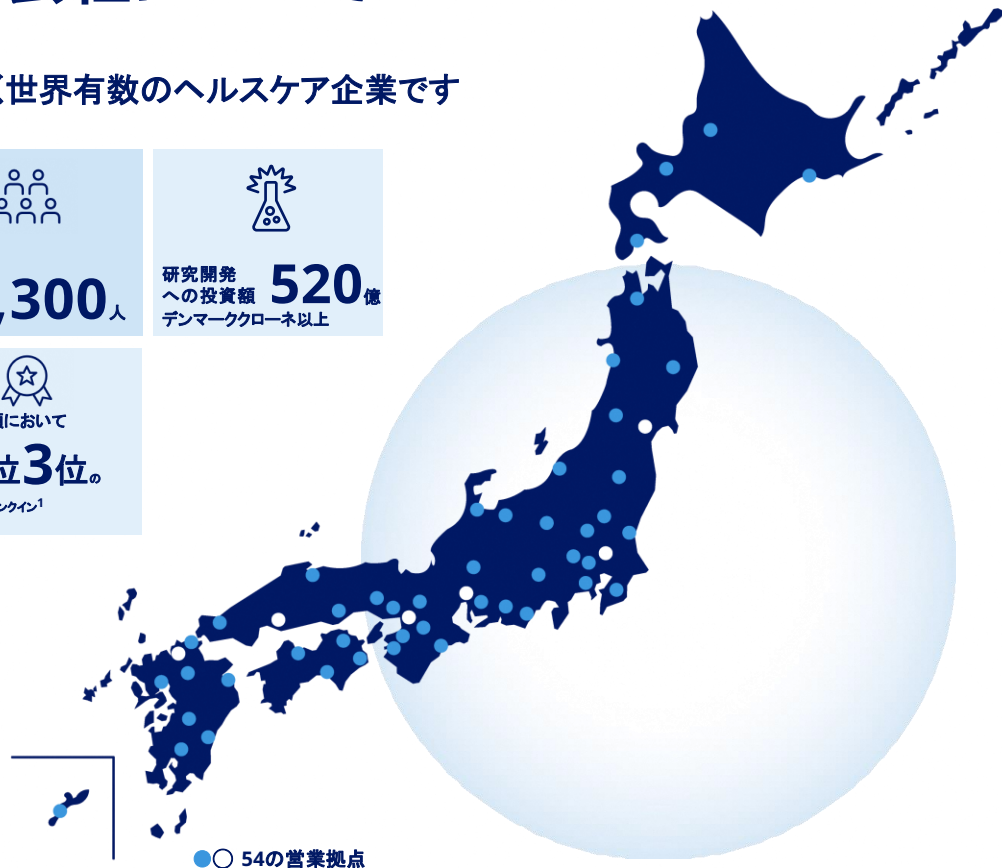 世界有数のヘルスケア企業です
,300人
研究開発
への投資額 520億
デンマーククローネ以上
において
位3位の
ンクイン1
54の営業拠点